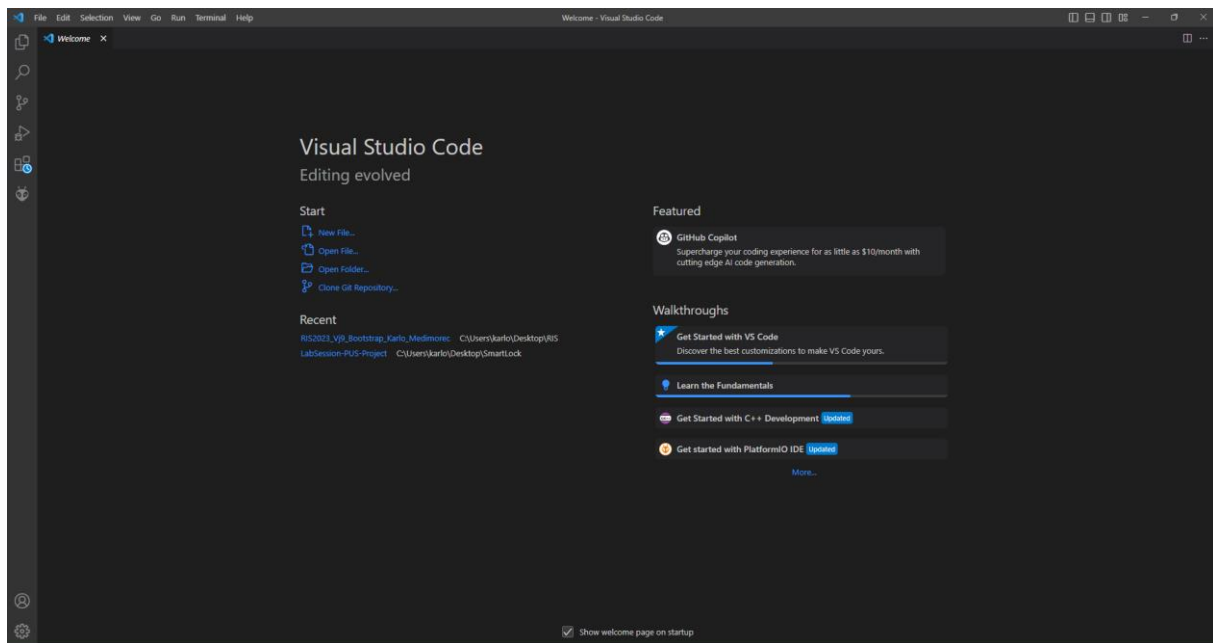 File Edit Selection View Go Run Terminal Help
Welcome - Visual Studio Code
Welcome
Visual Studio Code
Editing evolved
Start
New File...
Open File...
Open Folder...
Clone Git Repository...
Recent
RIS2023_Vj9_Bootstrap_Karlo_Medimorec C:\Users\karlo\Desktop\RIS
LabSession-PUS-Project C:\Users\karlo\Desktop\SmartLock
Featured
GitHub Copilot
Supercharge your coding experience for as little as $10/month with
cutting edge AI code generation.
Walkthroughs
Get Started with VS Code
Discover the best customizations to make VS Code yours.
Learn the Fundamentals
Get Started with C++ Development Updated
Get started with PlatformIO IDE Updated
More...
Show welcome page on startup